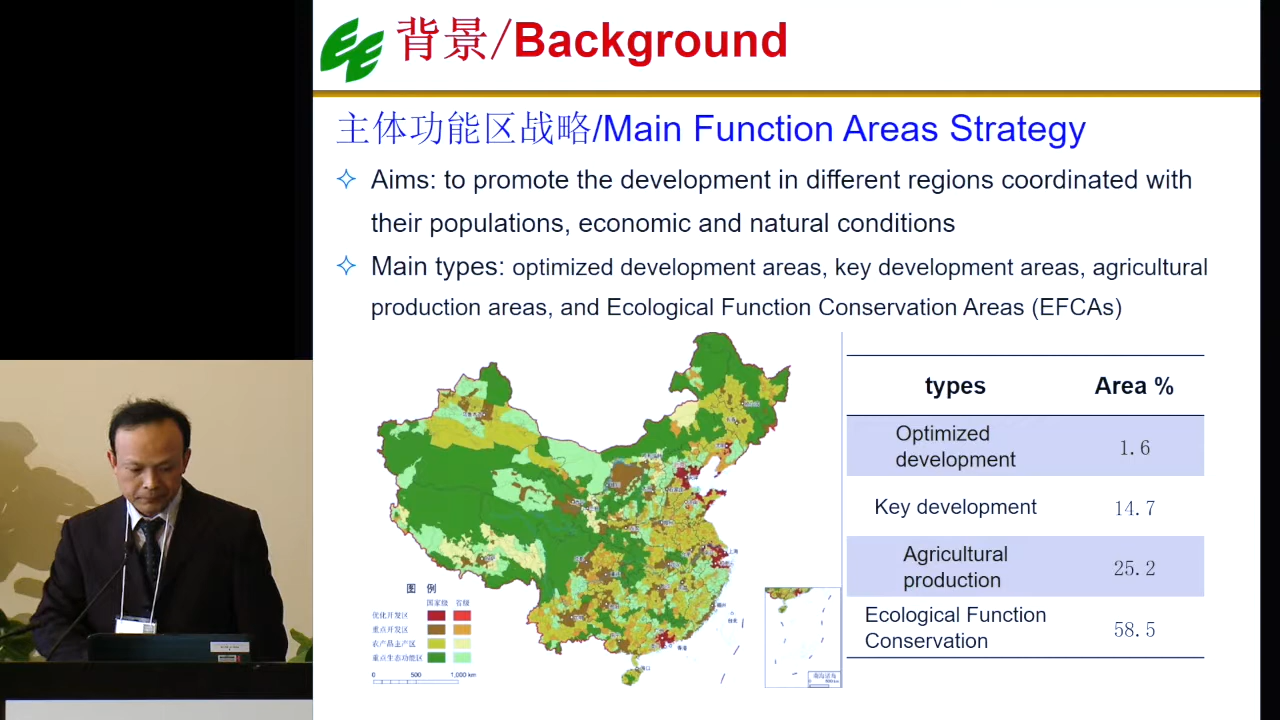 背景/Background
主体功能区战略/Main Function Areas Strategy
Aims: to promote the development in different regions coordinated with
their populations, economic and natural conditions
Main types: optimized development areas, key development areas, agricultural
production areas, and Ecological Function Conservation Areas (EFCAs)
types Area %
Optimized
development
1.6
Key development 14.7
Agricultural
production
25.2
Ecological Function
Conservation
58.5
图 例
国家级 省级
优化开发区
重点开发区
农产品主产区
重点生态功能区
0 500 1,000 km
南海诸岛